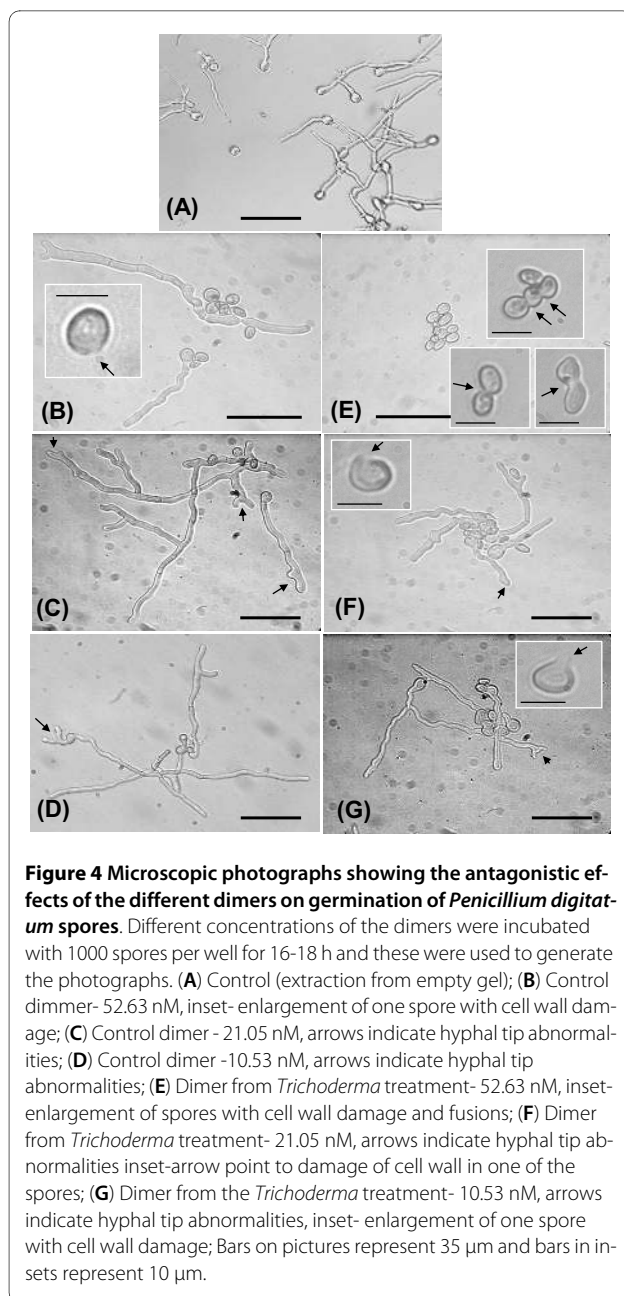 (A)
(B)
(E)
(C)
(F)
(D)
(G)
Figure 4 Microscopic photographs showing the antagonistic ef-
fects of the different dimers on germination of Penicillium digitat-
um spores. Different concentrations of the dimers were incubated
with 1000 spores per well for 16-18 h and these were used to generate
the photographs. (A) Control (extraction from empty gel); (B) Control
dimmer- 52.63 nM, inset- enlargement of one spore with cell wall dam-
age; (C) Control dimer - 21.05 nM, arrows indicate hyphal tip abnormal-
ities; (D) Control dimer -10.53 nM, arrows indicate hyphal tip
abnormalities; (E) Dimer from Trichoderma treatment- 52.63 nM, inset-
enlargement of spores with cell wall damage and fusions; (F) Dimer
from Trichoderma treatment- 21.05 nM, arrows indicate hyphal tip ab-
normalities inset-arrow point to damage of cell wall in one of the
spores; (G) Dimer from the Trichoderma treatment- 10.53 nM, arrows
indicate hyphal tip abnormalities, inset- enlargement of one spore
with cell wall damage; Bars on pictures represent 35 μm and bars in in-
sets represent 10 μm.